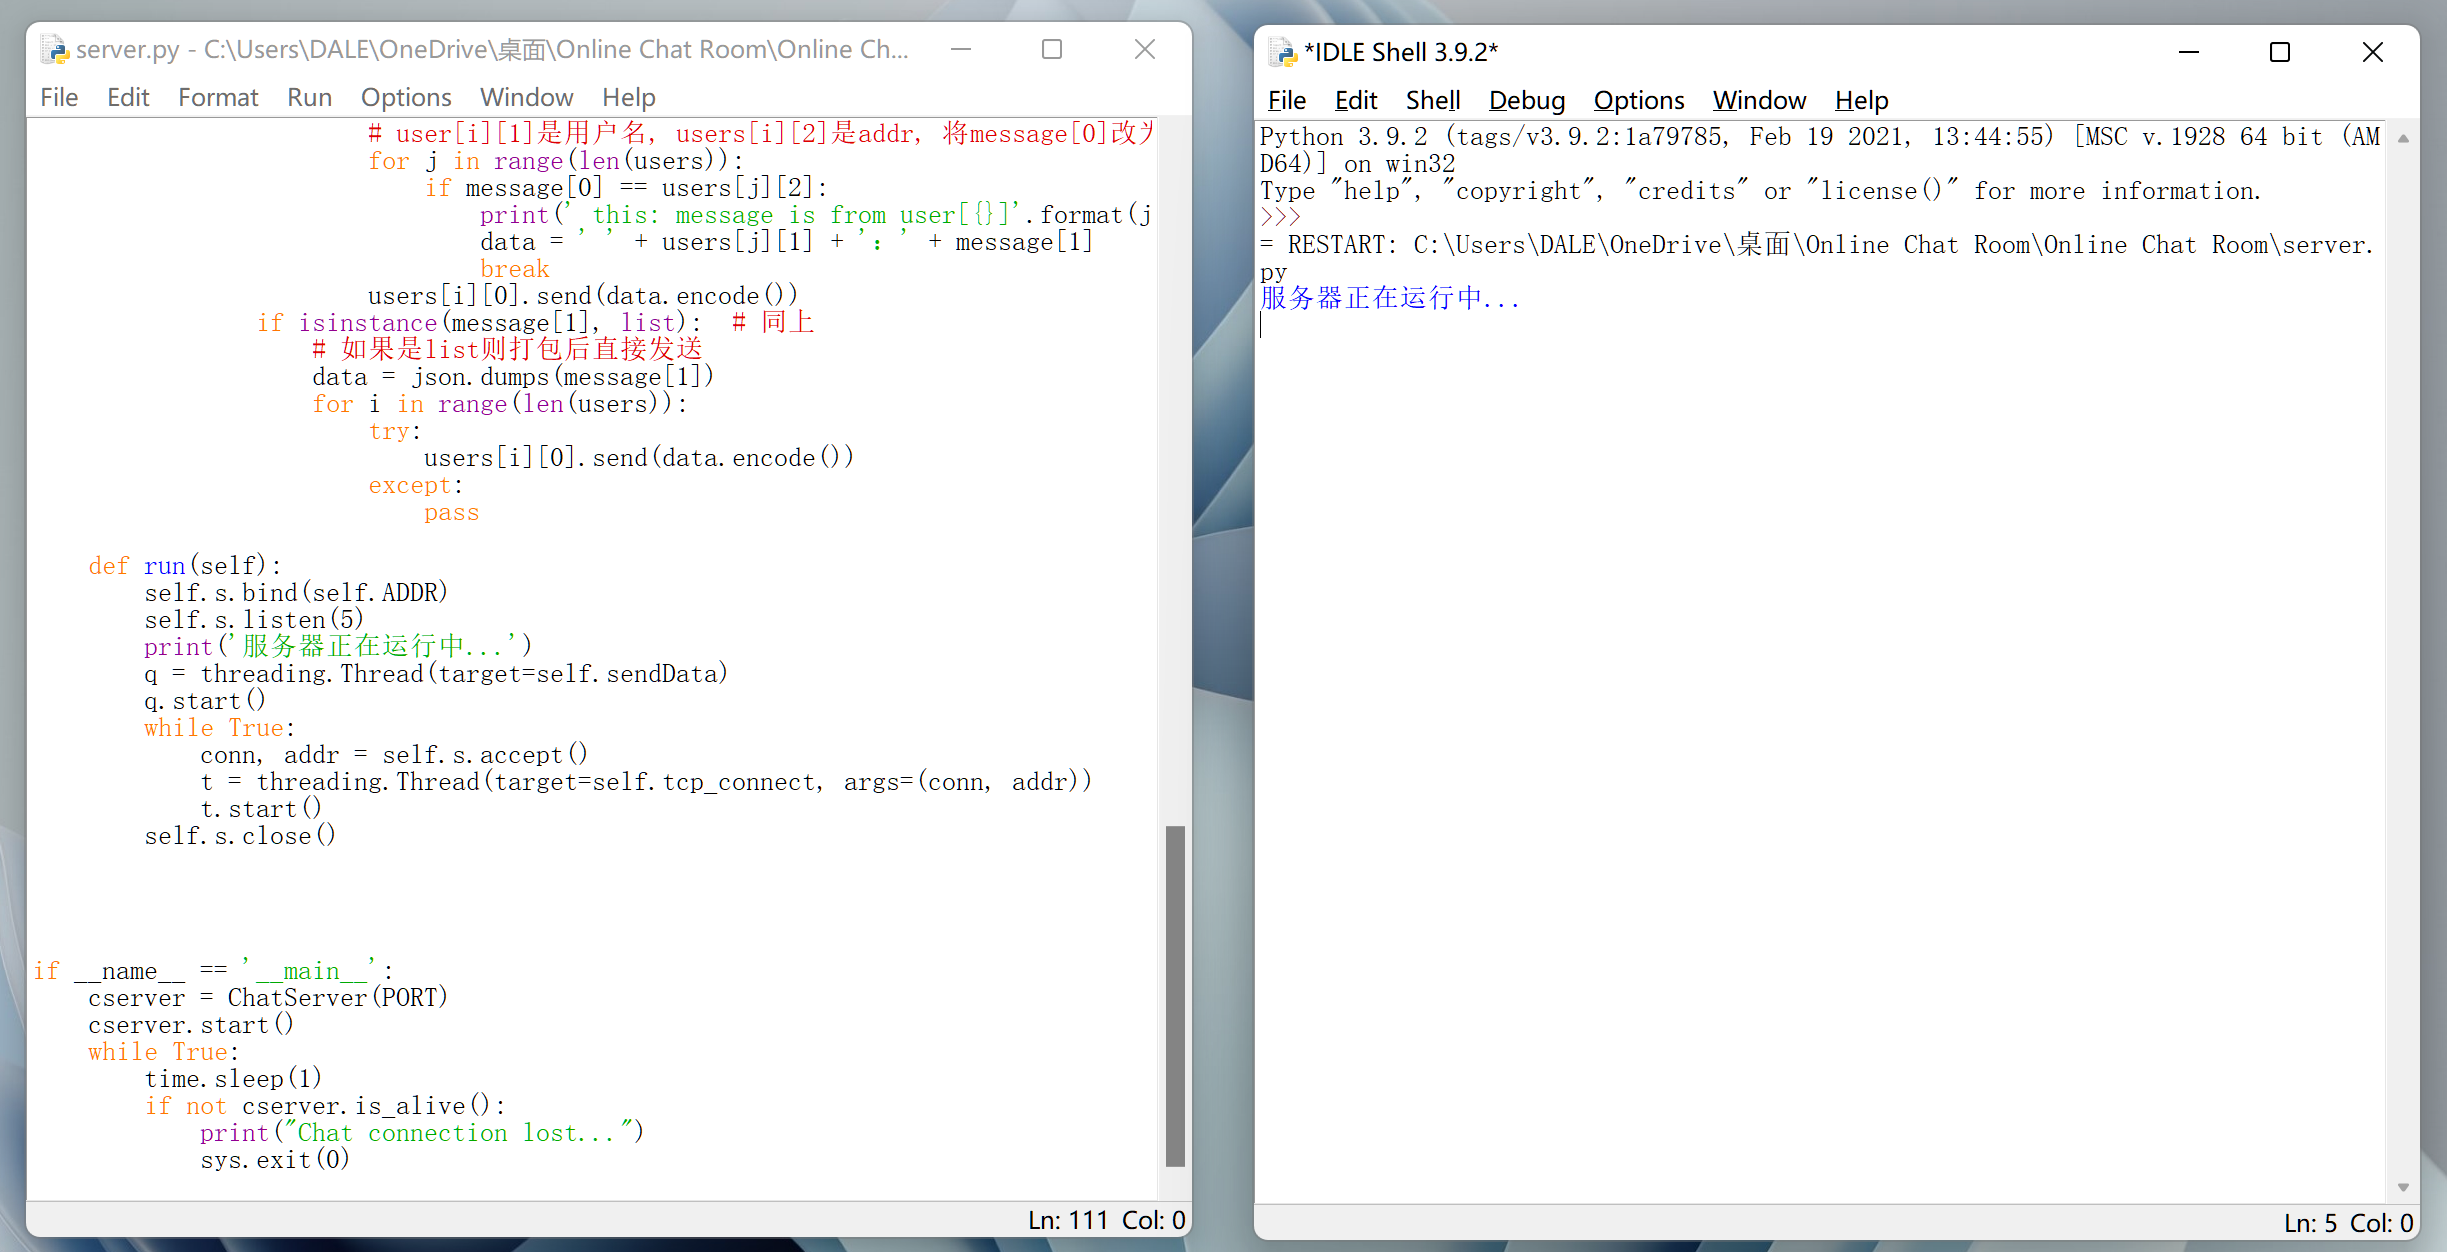 server.py - C:\Users\DALE\OneDrive\桌面\Online Chat Room\Online Ch...
File Edit Format Run Options Window Help
# user[i][1]是用户名, users[i][2]是addr, 将message[0]改为
for j in range(len(users)):
if message[0] == users[j][2]:
print(' this: message is from user[{}]'.format(j
data = ' ' + users[j][1] + '：' + message[1]
break
users[i][0].send(data.encode())
if isinstance(message[1], list):  # 同上
# 如果是list则打包后直接发送
data = json.dumps(message[1])
for i in range(len(users)):
try:
users[i][0].send(data.encode())
except:
pass
def run(self):
self.s.bind(self.ADDR)
self.s.listen(5)
print('服务器正在运行中...')
q = threading.Thread(target=self.sendData)
q.start()
while True:
conn, addr = self.s.accept()
t = threading.Thread(target=self.tcp_connect, args=(conn, addr))
t.start()
self.s.close()
if __name__ == '__main__':
cserver = ChatServer(PORT)
cserver.start()
while True:
time.sleep(1)
if not cserver.is_alive():
print("Chat connection lost...")
sys.exit(0)
Ln: 111 Col: 0
*IDLE Shell 3.9.2*
File Edit Shell Debug Options Window Help
Python 3.9.2 (tags/v3.9.2:1a79785, Feb 19 2021, 13:44:55) [MSC v.1928 64 bit (AM
D64)] on win32
Type "help", "copyright", "credits" or "license()" for more information.
>>>
= RESTART: C:\Users\DALE\OneDrive\桌面\Online Chat Room\Online Chat Room\server.
py
服务器正在运行中...
Ln: 5 Col: 0